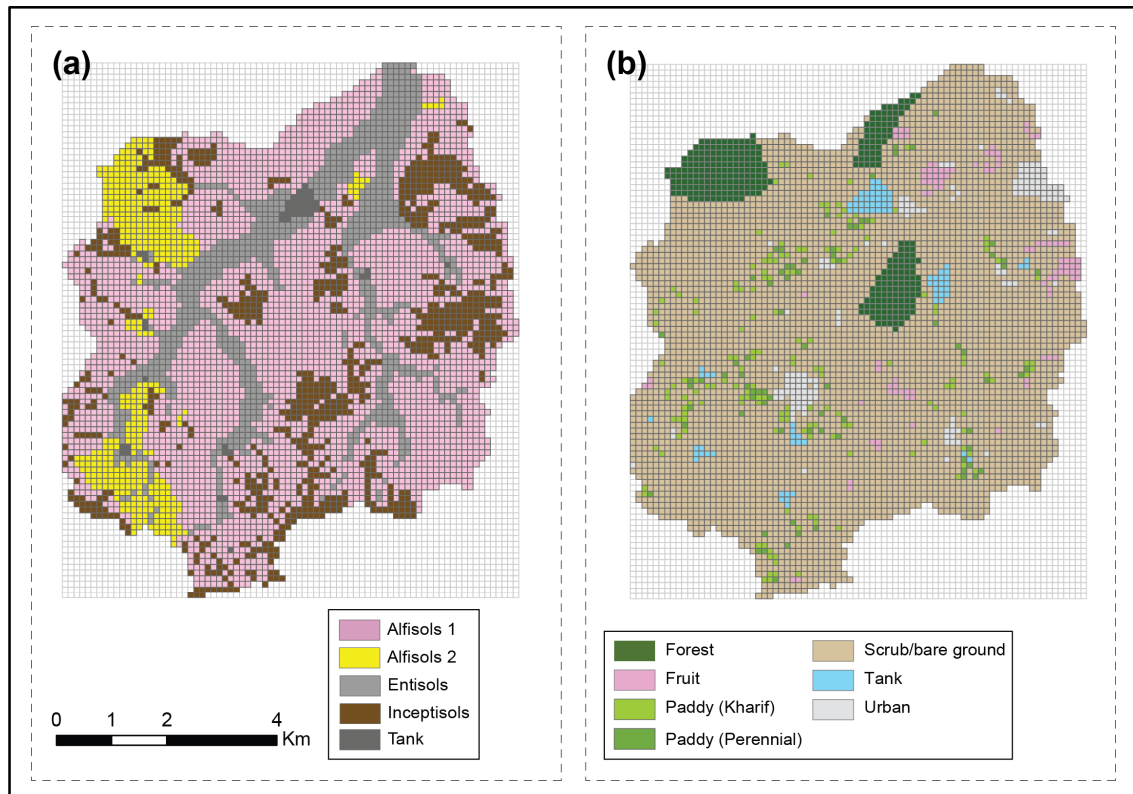 (a)
(b)
Alfisols 1
Alfisols 2
Entisols
Inceptisols
Tank
0 1 2 4
Km
Forest
Fruit
Paddy (Kharif)
Paddy (Perennial)
Scrub/bare ground
Tank
Urban